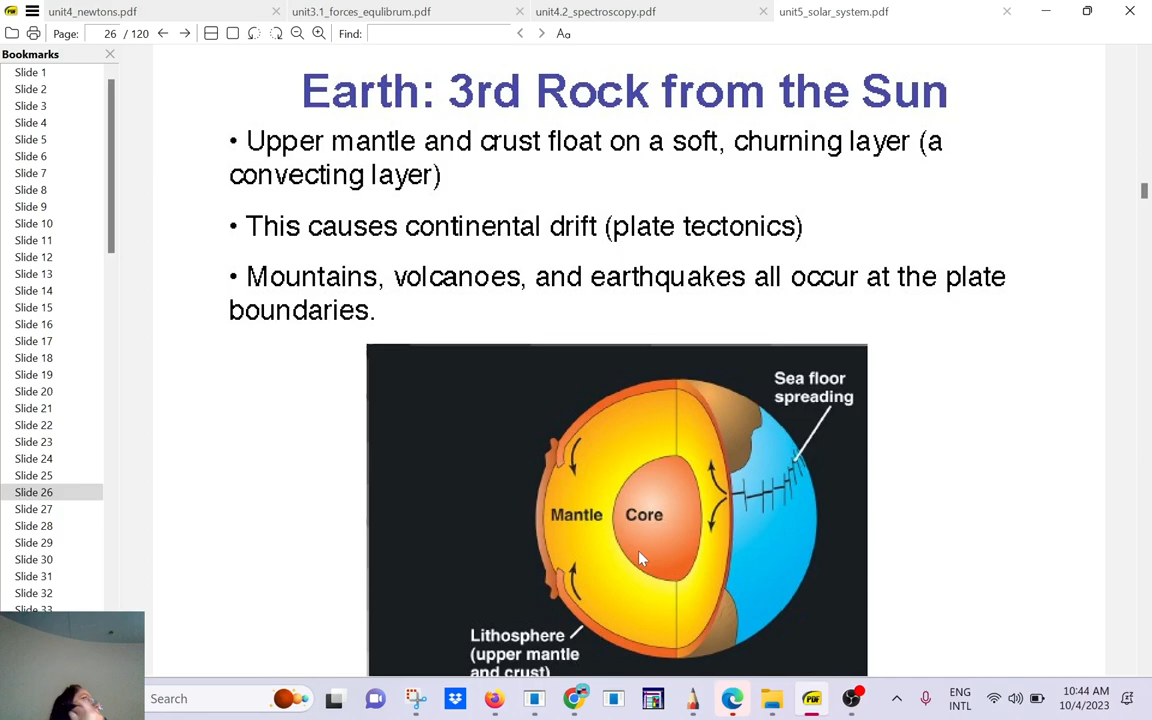 unit4_newtons.pdf
unit3.1_forces_equlibrum.pdf
unit4.2_spectroscopy.pdf
unit5_solar_system.pdf
Page: 26 / 120
Find:
Aa
Bookmarks
Slide 1
Slide 2
Slide 3
Slide 4
Slide 5
Slide 6
Slide 7
Slide 8
Slide 9
Slide 10
Slide 11
Slide 12
Slide 13
Slide 14
Slide 15
Slide 16
Slide 17
Slide 18
Slide 19
Slide 20
Slide 21
Slide 22
Slide 23
Slide 24
Slide 25
Slide 26
Slide 27
Slide 28
Slide 29
Slide 30
Slide 31
Slide 32
Slide 33
Earth: 3rd Rock from the Sun
• Upper mantle and crust float on a soft, churning layer (a
convecting layer)
• This causes continental drift (plate tectonics)
• Mountains, volcanoes, and earthquakes all occur at the plate
boundaries.
Sea floor
spreading
Mantle
Core
Lithosphere
(upper mantle
and crust)
Search
PDF
ENG
INTL
10:44 AM
10/4/2023